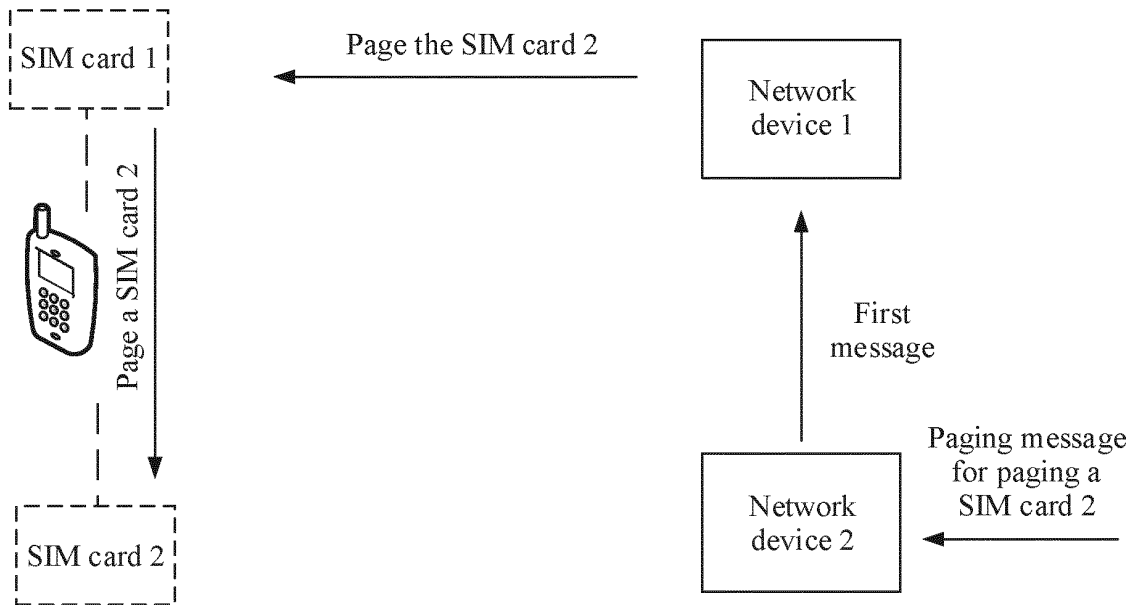 SIM card 1
Page the SIM card 2
Network
device 1
Page a SIM card 2
First
message
Paging message
for paging a
SIM card 2
Network
device 2
SIM card 2